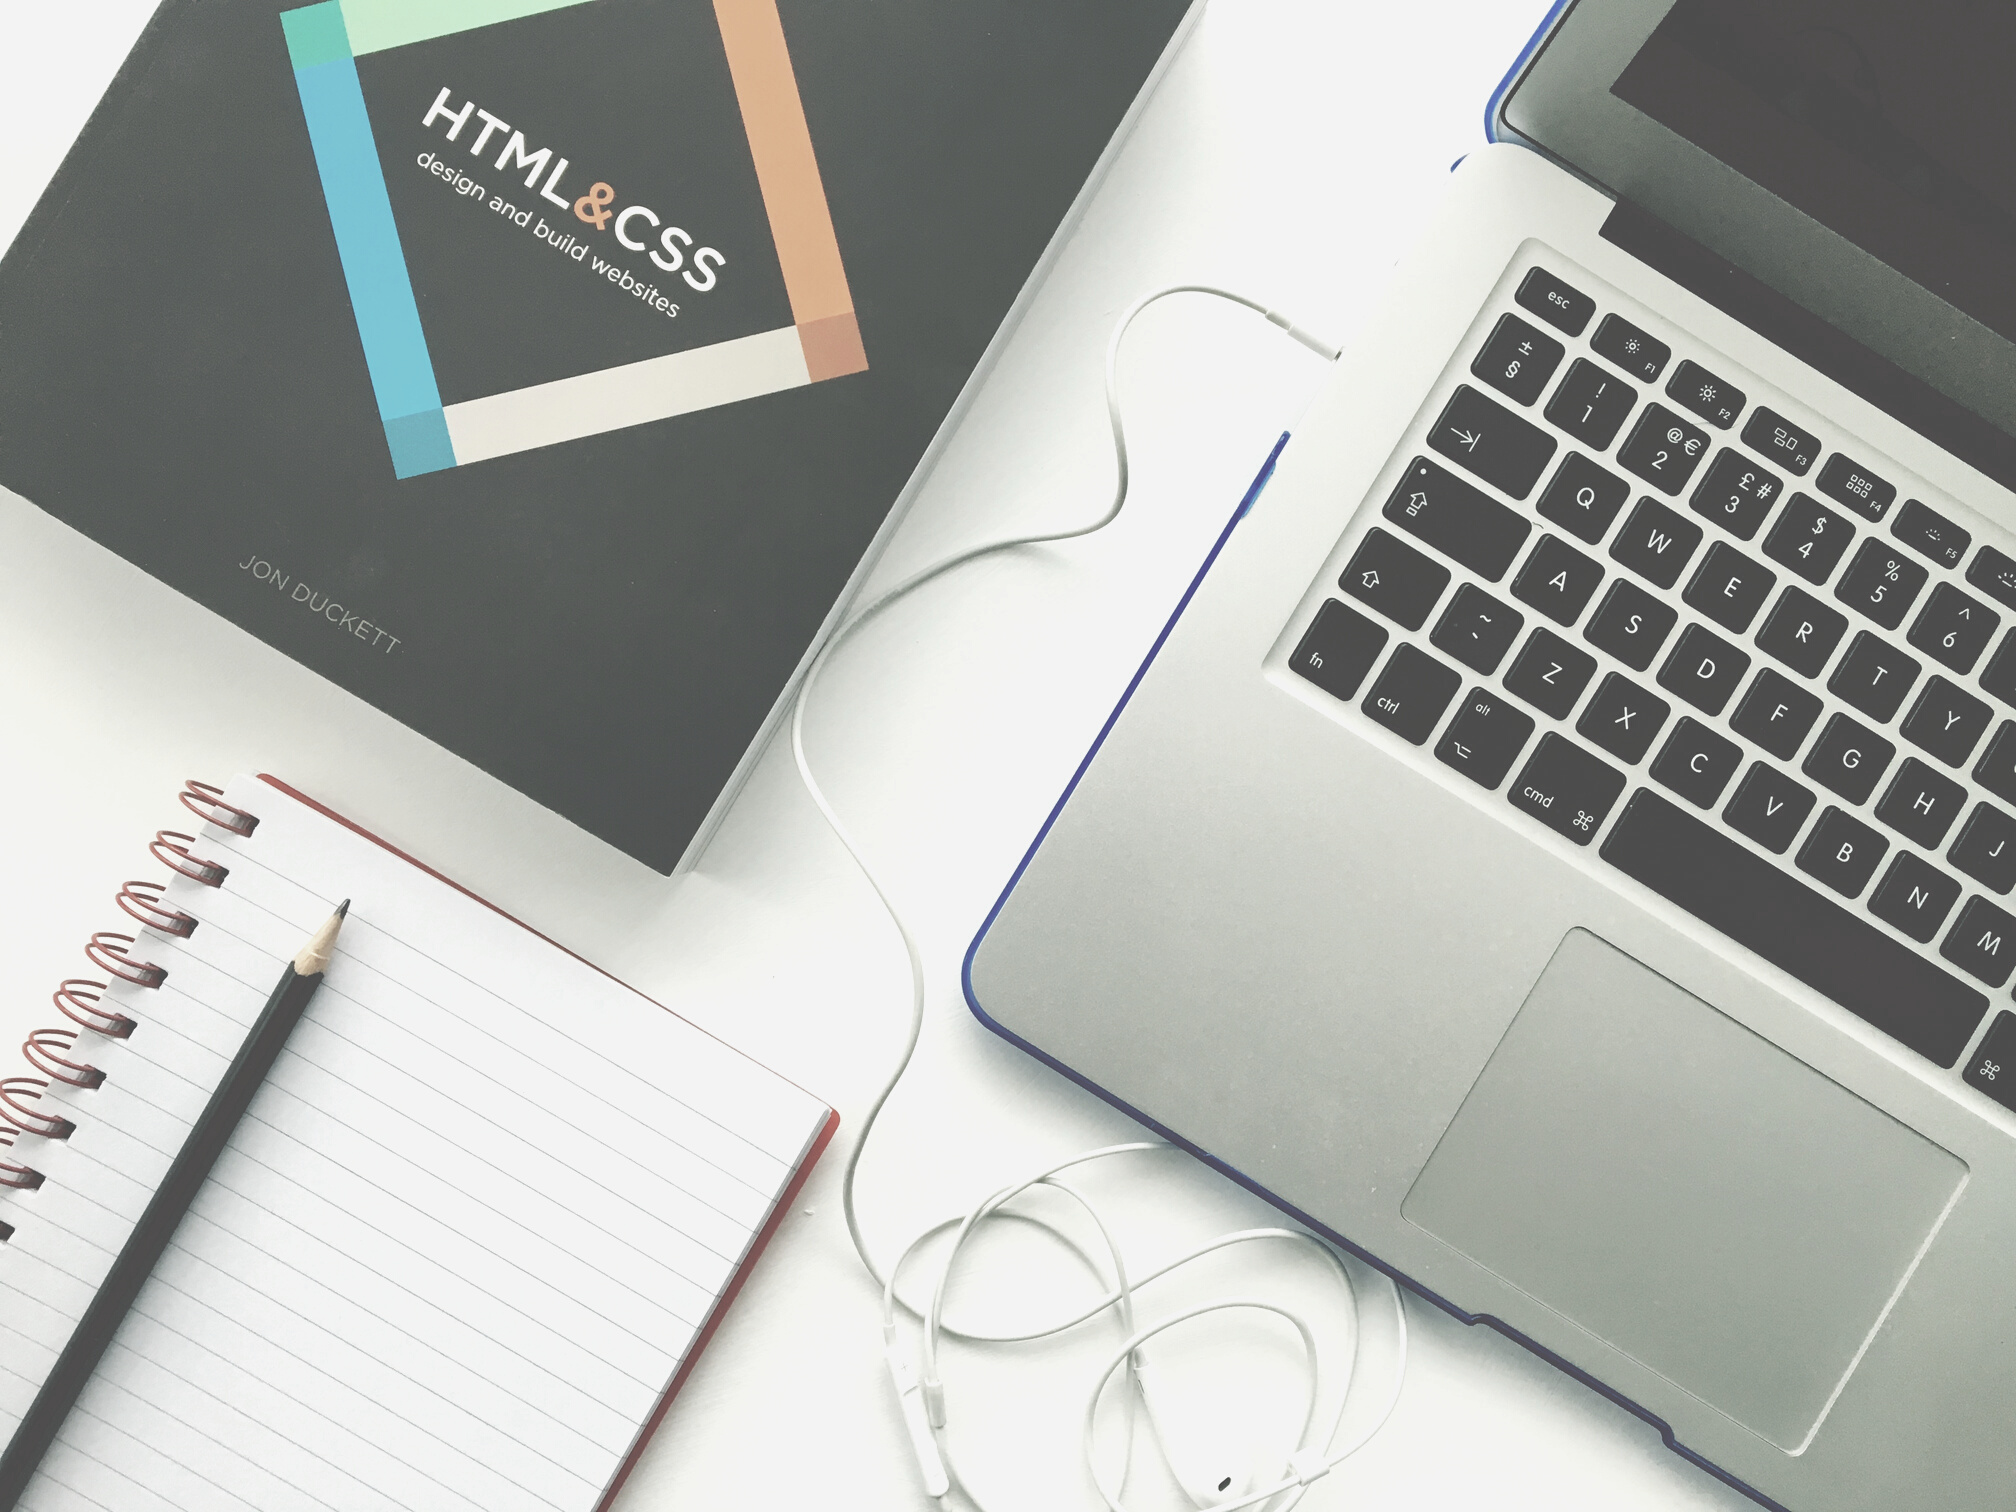 HTML&CSS
design and build websites
JON DUCKETT
esc
F1
F2
F3
F4
F5
±
§
!
1
@ €
2
£ #
3
$
4
%
5
^
6
Q
W
E
R
T
Y
A
S
D
F
G
H
J
~
`
Z
X
C
V
B
N
M
fn
ctrl
alt
⌥
cmd
⌘
⌘